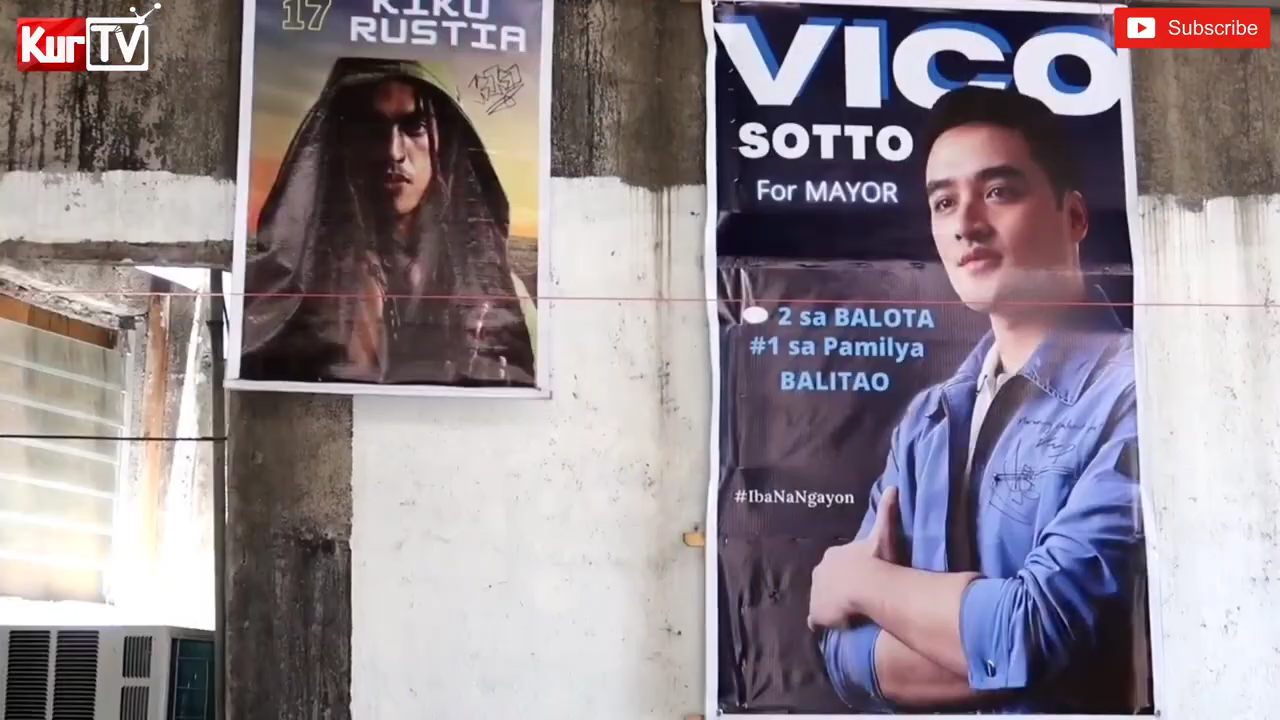 KurTV
Subscribe
17
KIKO
RUSTIA
VICO
SOTTO
For MAYOR
2 sa BALOTA
#1 sa Pamilya
BALITAO
#IbaNaNgayon